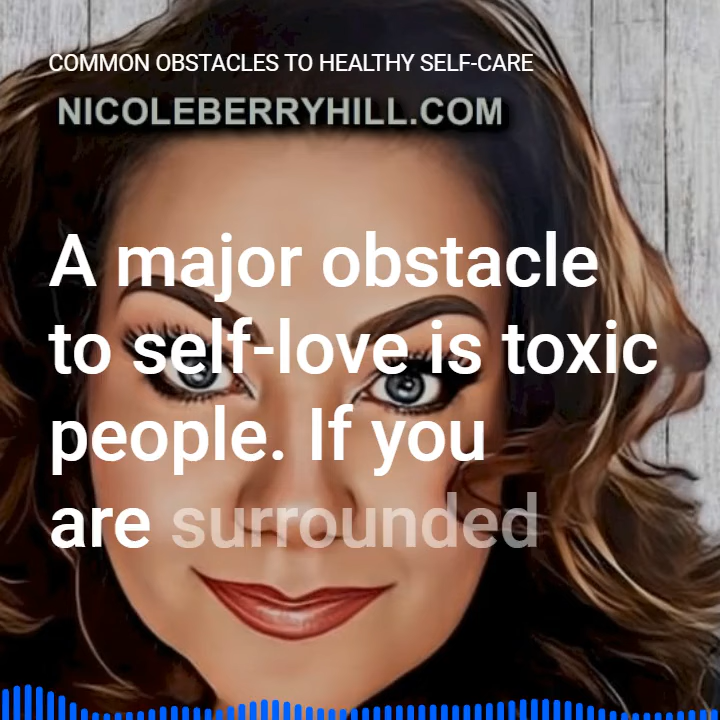 COMMON OBSTACLES TO HEALTHY SELF-CARE
NICOLEBERRYHILL.COM
A major obstacle
to self-love is toxic
people. If you
are surrounded